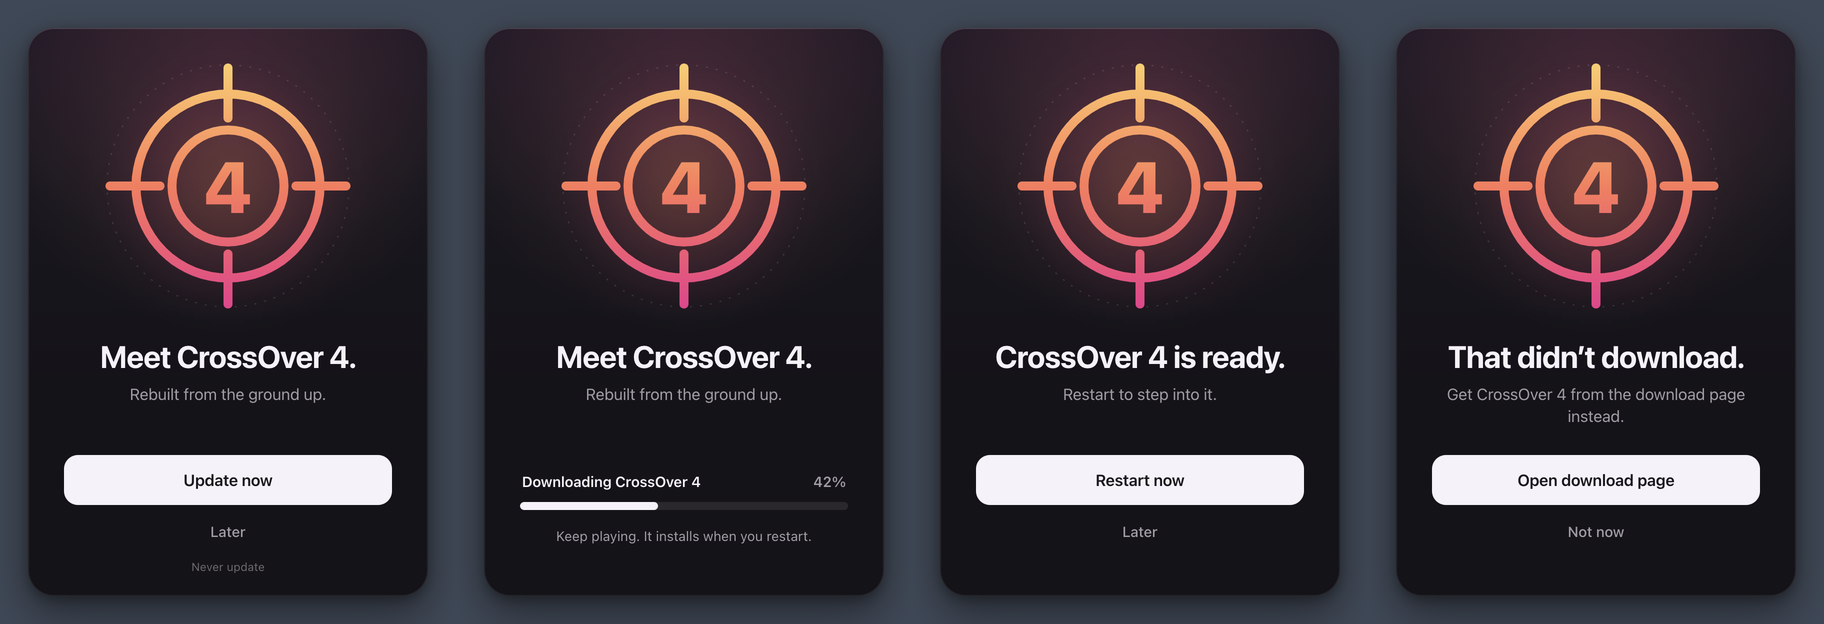 4
Meet CrossOver 4.
Rebuilt from the ground up.
Update now
Later
Never update
4
Meet CrossOver 4.
Rebuilt from the ground up.
Downloading CrossOver 4 42%
Keep playing. It installs when you restart.
4
CrossOver 4 is ready.
Restart to step into it.
Restart now
Later
4
That didn’t download.
Get CrossOver 4 from the download page
instead.
Open download page
Not now